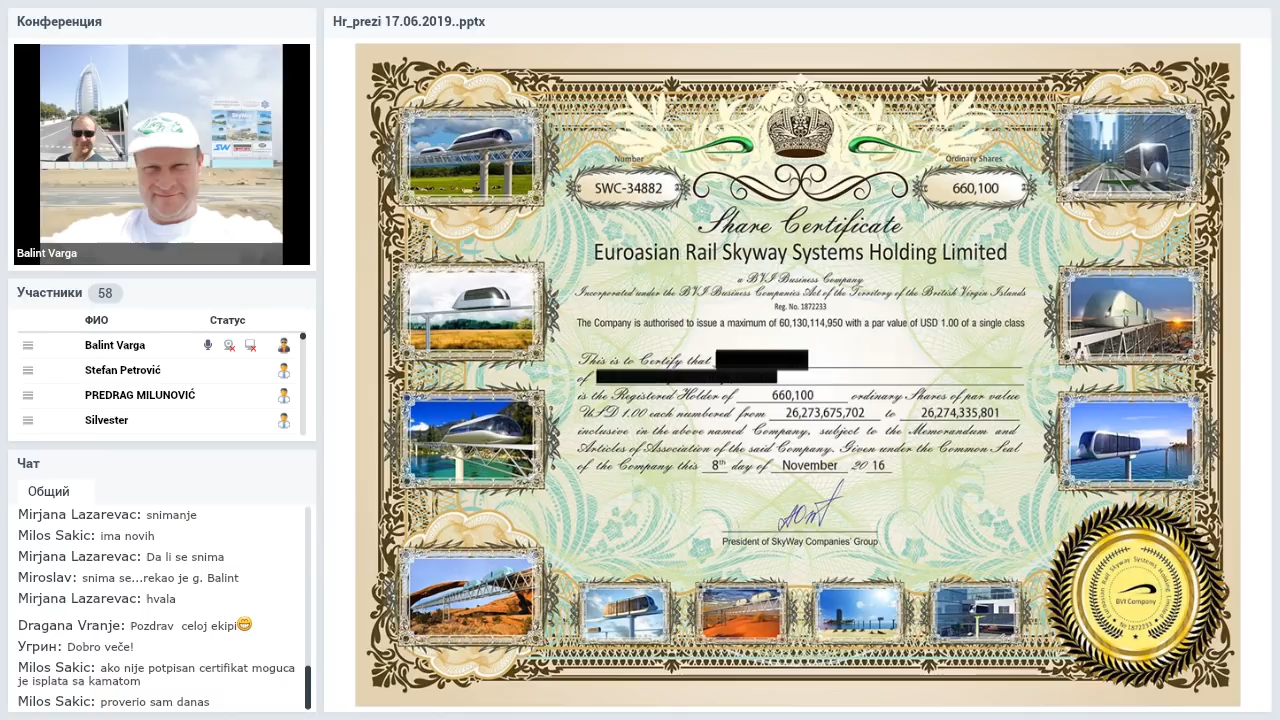 Конференция
Balint Varga
Участники 58
ФИО Статус
Balint Varga
Stefan Petrović
PREDRAG MILUNOVIĆ
Silvester
Чат
Общий
Mirjana Lazarevac: snimanje
Milos Sakic: ima novih
Mirjana Lazarevac: Da li se snima
Miroslav: snima se...rekao je g. Balint
Mirjana Lazarevac: hvala
Dragana Vranje: Pozdrav celoj ekipi
Угрин: Dobro veče!
Milos Sakic: ako nije potpisan certifikat moguca
je isplata sa kamatom
Milos Sakic: proverio sam danas
Hr_prezi 17.06.2019..pptx
Number
SWC-34882
Ordinary Shares
660,100
Share Certificate
Euroasian Rail Skyway Systems Holding Limited
a BVI Business Company
Incorporated under the BVI Business Companies Act of the Territory of the British Virgin Islands
Reg. No. 1872233
The Company is authorised to issue a maximum of 60,130,114,950 with a par value of USD 1.00 of a single class
This is to Certify that
of
is the Registered Holder of 660,100 ordinary Shares of par value
USD 1.00 each numbered from 26,273,675,702 to 26,274,335,801
inclusive in the above named Company, subject to the Memorandum and
Articles of Association of the said Company. Given under the Common Seal
of the Company this 8th day of November 20 16
President of SkyWay Companies' Group
BVI Company
№ 1872233